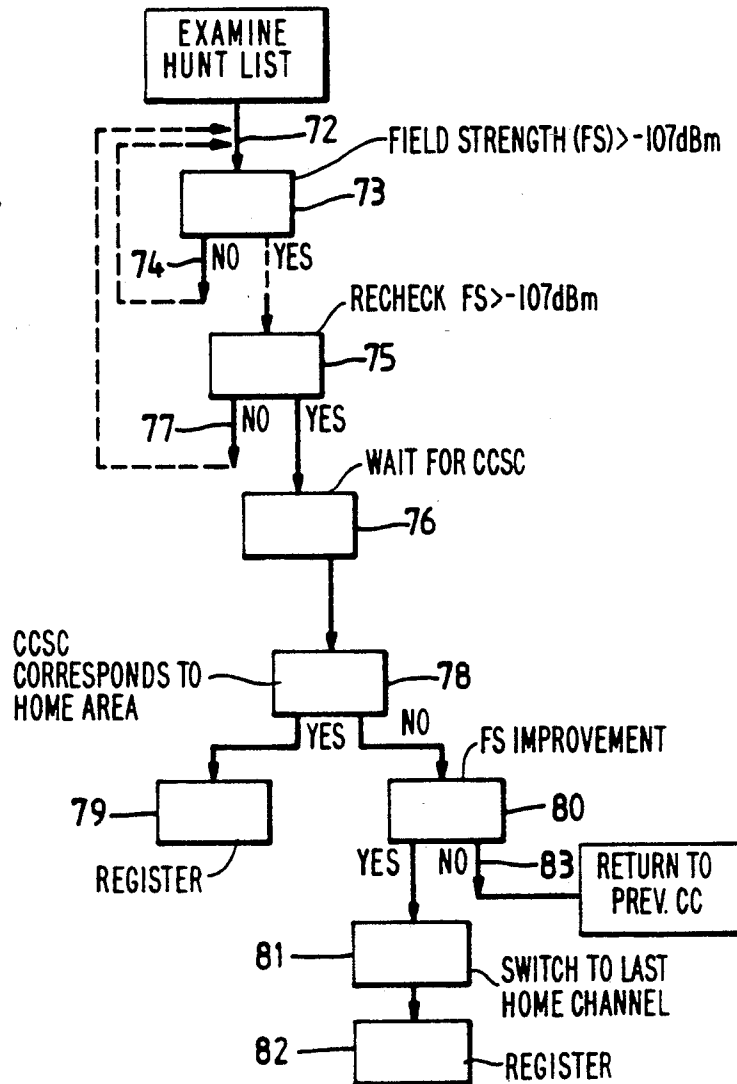 EXAMINE
HUNT LIST
72
FIELD STRENGTH (FS)>-107dBm
73
74
NO
YES
RECHECK FS>-107dBm
75
77
NO
YES
WAIT FOR CCSC
76
CCSC
CORRESPONDS TO
HOME AREA
78
YES
NO
FS IMPROVEMENT
79
80
REGISTER
YES
NO
83
RETURN TO
PREV. CC
81
SWITCH TO LAST
HOME CHANNEL
82
REGISTER